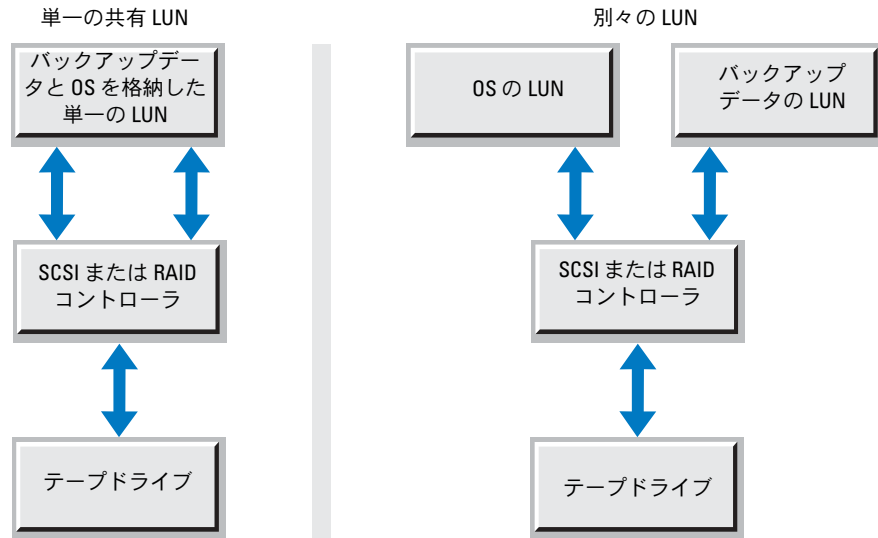 単一の共有 LUN
バックアップデー
タと OS を格納した
単一の LUN
SCSI または RAID
コントローラ
テープドライブ
別々の LUN
OS の LUN
バックアップ
データの LUN
SCSI または RAID
コントローラ
テープドライブ